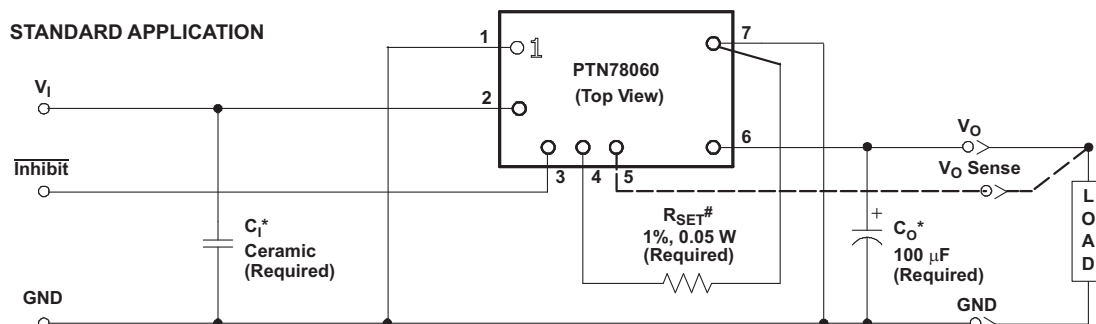 STANDARD APPLICATION
1
1
7
PTN78060
(Top View)
V_I
2
6
V_O
Inhibit
3
4
5
V_O Sense
C_I*
Ceramic
(Required)
R_SET#
1%, 0.05 W
(Required)
+
C_O*
100 μF
(Required)
L
O
A
D
GND
GND